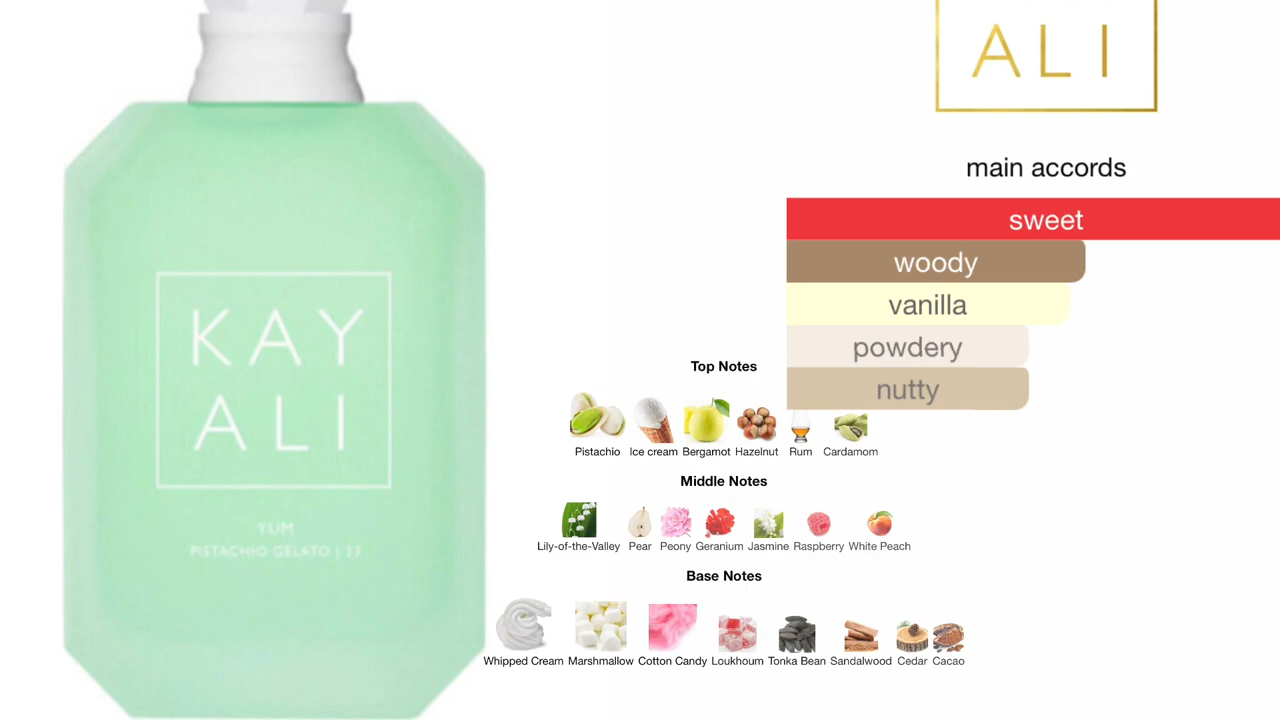 KAY
ALI
YUM
PISTACHIO GELATO | 33
ALI
main accords
sweet
woody
vanilla
powdery
nutty
Top Notes
Pistachio Ice cream Bergamot Hazelnut Rum Cardamom
Middle Notes
Lily-of-the-Valley Pear Peony Geranium Jasmine Raspberry White Peach
Base Notes
Whipped Cream Marshmallow Cotton Candy Loukhoum Tonka Bean Sandalwood Cedar Cacao